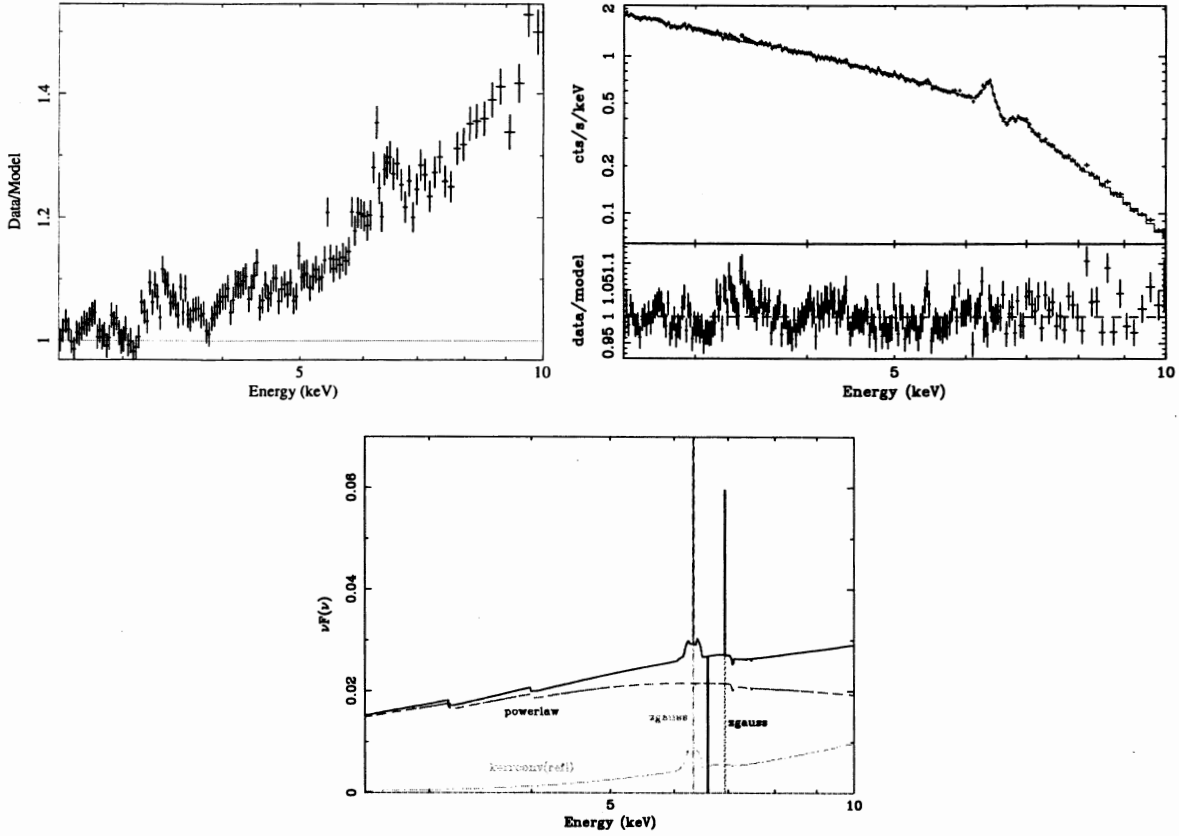 Data/Model
1
1.2
1.4
5
10
Energy (keV)
cts/s/keV
2
1
0.5
0.2
0.1
data/model
0.95 1 1.05 1.1
5
10
Energy (keV)
νF(ν)
0
0.02
0.04
0.06
powerlaw
zgauss
zgauss
kerrconv(refl)
5
10
Energy (keV)